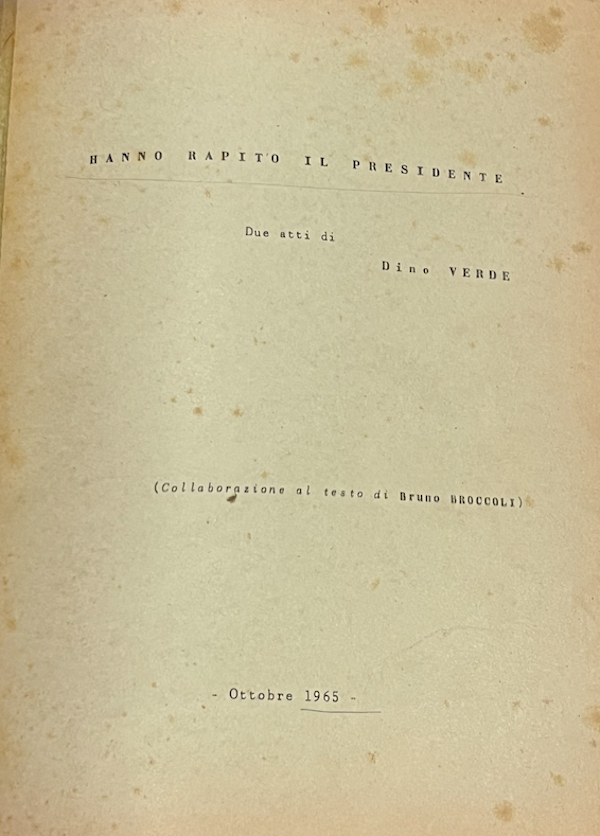 HANNO RAPITO IL PRESIDENTE
Due atti di
Dino VERDE
(Collaborazione al testo di Bruno BROCCOLI)
- Ottobre 1965 -